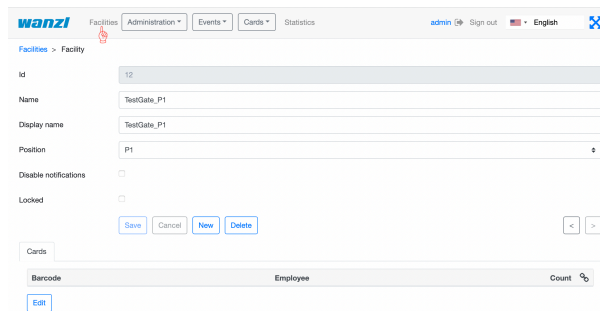 wanzl Facilities Administration Events Cards Statistics admin Sign out English
Facilities > Facility
Id 12
Name TestGate_P1
Display name TestGate_P1
Position P1
Disable notifications
Locked
Save Cancel New Delete < >
Cards
Barcode Employee Count
Edit